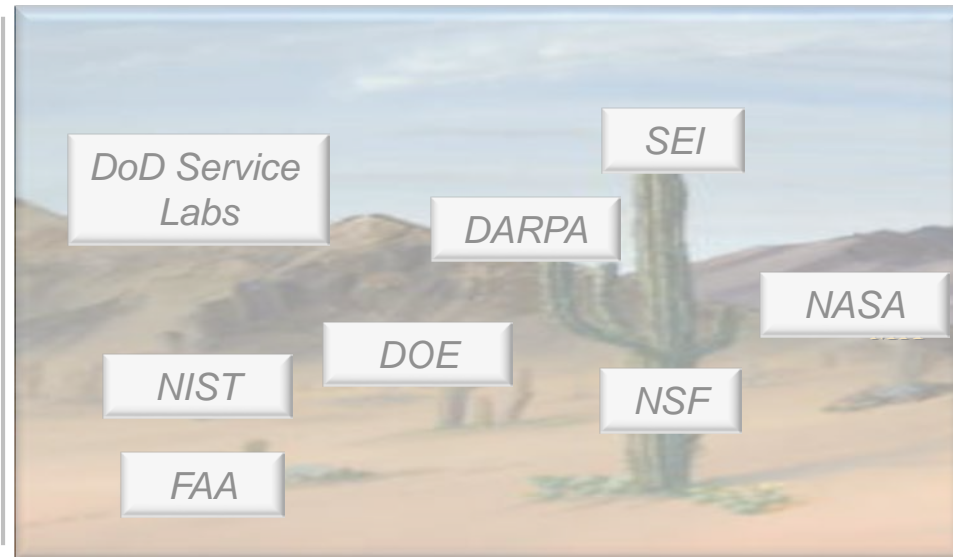 SEI
DoD Service
Labs
DARPA
NASA
DOE
NIST
NSF
FAA